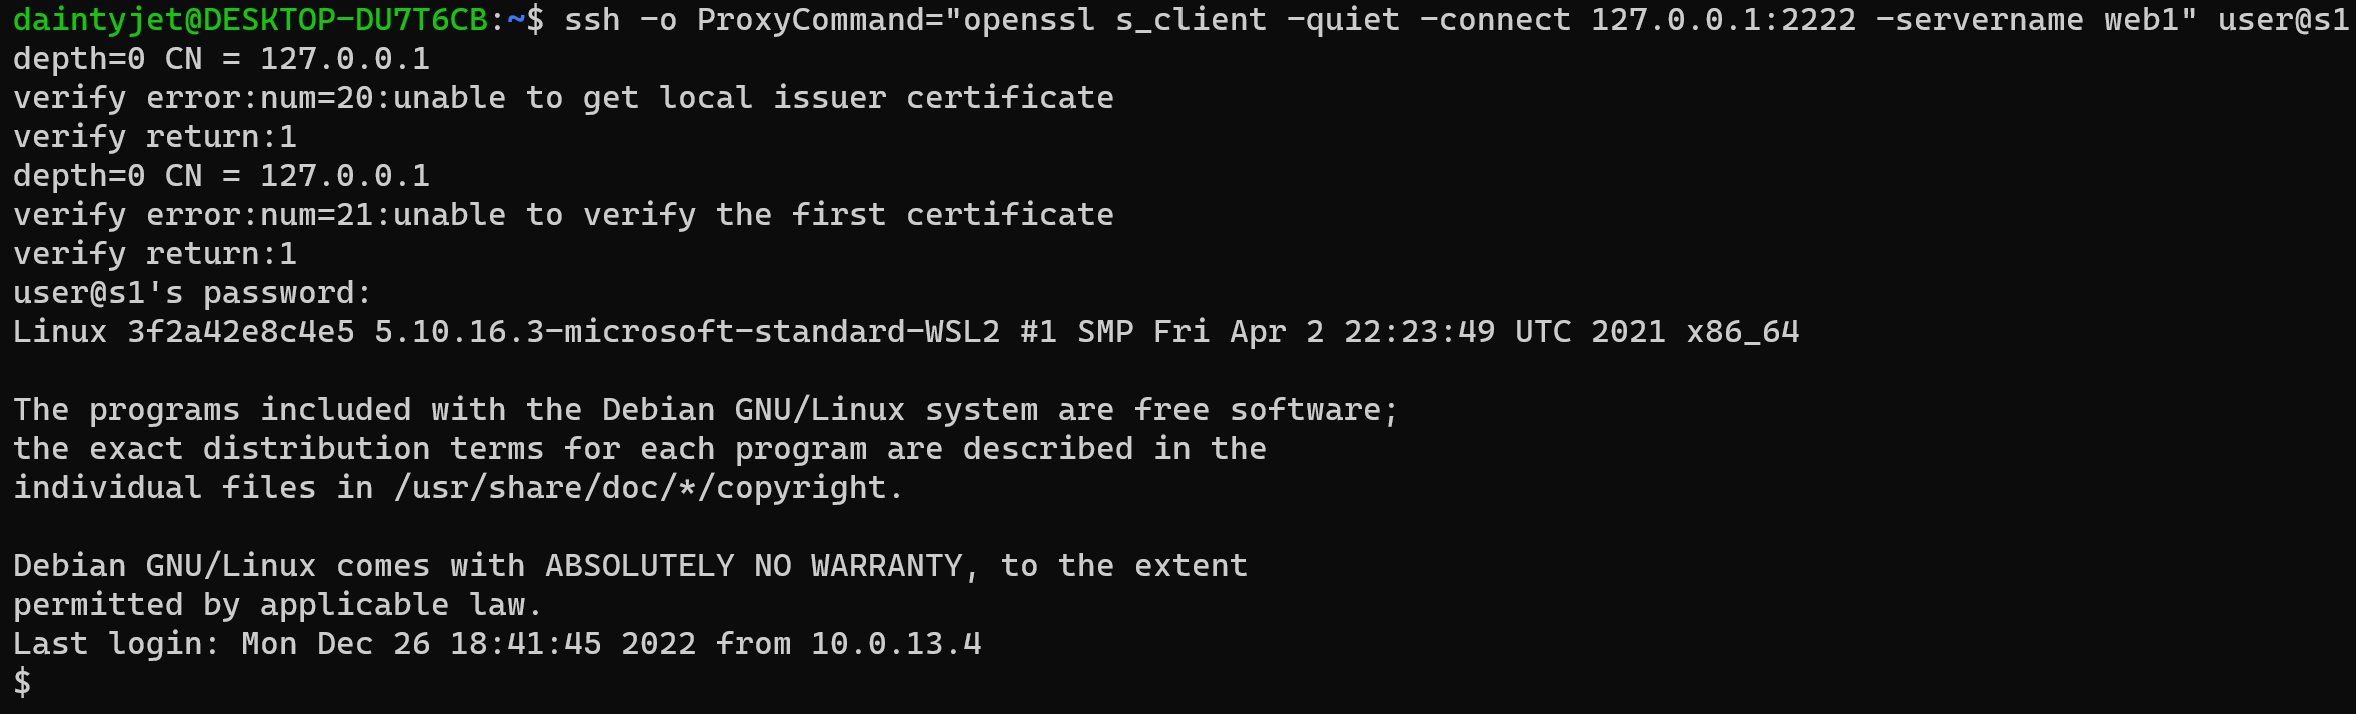 daintyjet@DESKTOP-DU7T6CB:~$ ssh -o ProxyCommand="openssl s_client -quiet -connect 127.0.0.1:2222 -servername web1" user@s1
depth=0 CN = 127.0.0.1
verify error:num=20:unable to get local issuer certificate
verify return:1
depth=0 CN = 127.0.0.1
verify error:num=21:unable to verify the first certificate
verify return:1
user@s1's password:
Linux 3f2a42e8c4e5 5.10.16.3-microsoft-standard-WSL2 #1 SMP Fri Apr 2 22:23:49 UTC 2021 x86_64

The programs included with the Debian GNU/Linux system are free software;
the exact distribution terms for each program are described in the
individual files in /usr/share/doc/*/copyright.

Debian GNU/Linux comes with ABSOLUTELY NO WARRANTY, to the extent
permitted by applicable law.
Last login: Mon Dec 26 18:41:45 2022 from 10.0.13.4
$